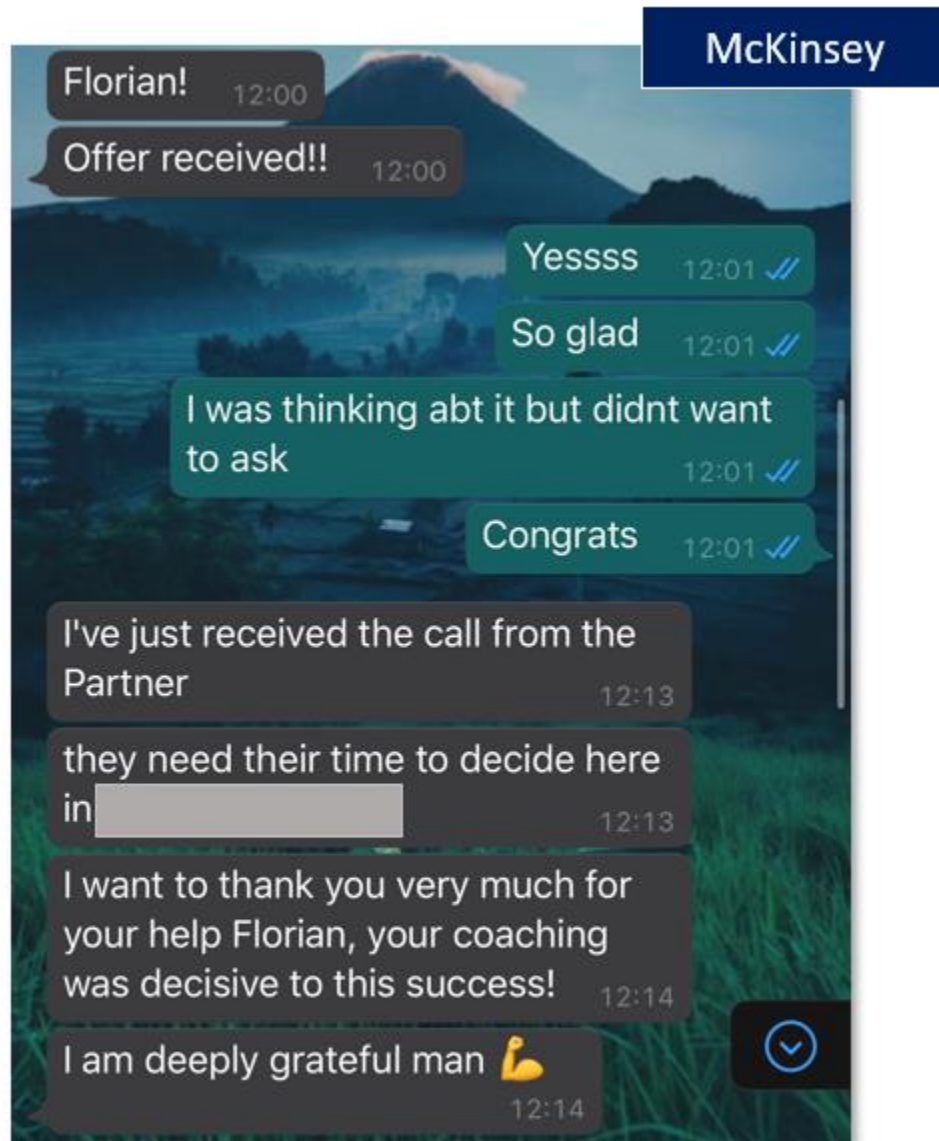 McKinsey
Florian! 12:00
Offer received!! 12:00
Yessss 12:01
So glad 12:01
I was thinking abt it but didnt want
to ask 12:01
Congrats 12:01
I've just received the call from the
Partner 12:13
they need their time to decide here
in 12:13
I want to thank you very much for
your help Florian, your coaching
was decisive to this success! 12:14
I am deeply grateful man 💪
12:14